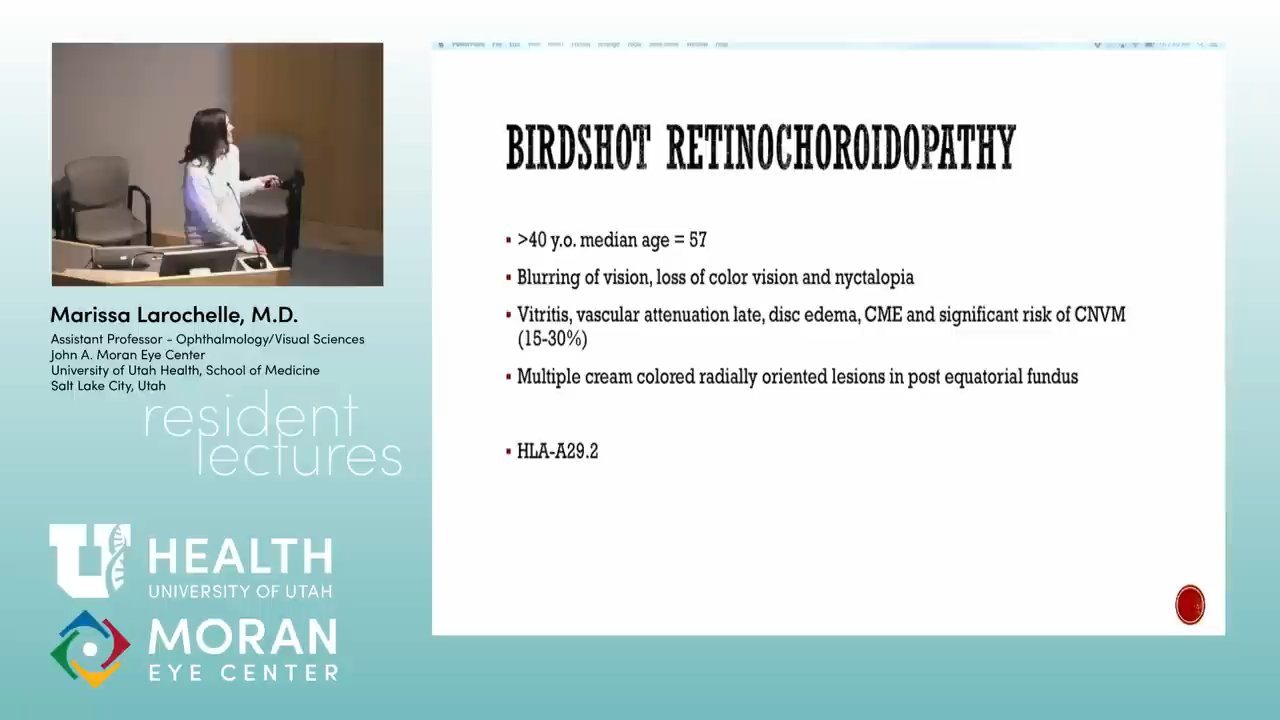 BIRDSHOT RETINOCHOROIDOPATHY
>40 y.o. median age = 57
Blurring of vision, loss of color vision and nyctalopia
Vitritis, vascular attenuation late, disc edema, CME and significant risk of CNVM
(15-30%)
Multiple cream colored radially oriented lesions in post equatorial fundus
HLA-A29.2
Marissa Larochelle, M.D.
Assistant Professor - Ophthalmology/Visual Sciences
John A. Moran Eye Center
University of Utah Health, School of Medicine
Salt Lake City, Utah
resident
lectures
U HEALTH
UNIVERSITY OF UTAH
MORAN
EYE CENTER